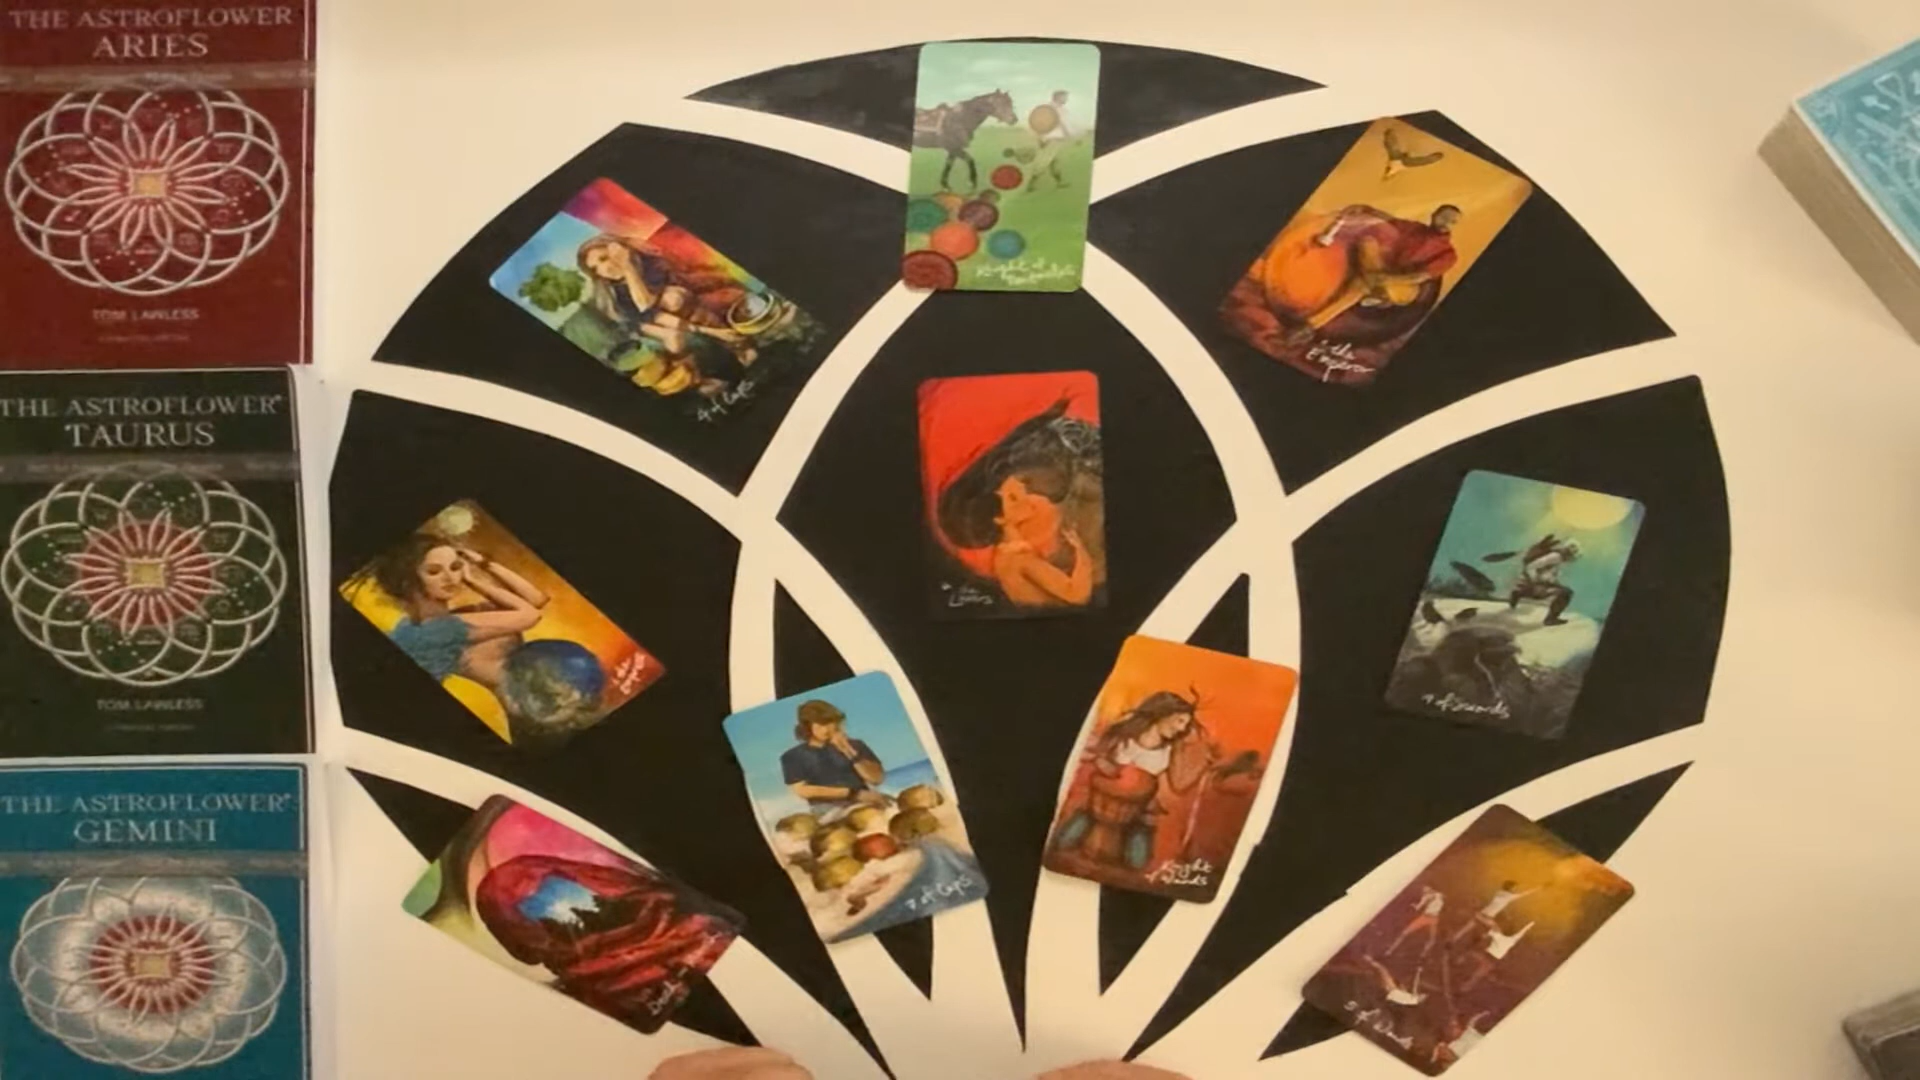 THE ASTROFLOWER
ARIES
TOM LAWLESS
THE ASTROFLOWER
TAURUS
TOM LAWLESS
THE ASTROFLOWER
GEMINI
Knight of
Pentacles
4 of Cups
the
Emperor
the
Lovers
the
Empress
of Swords
7 of Cups
Knight
of Wands
Death
5 of Wands